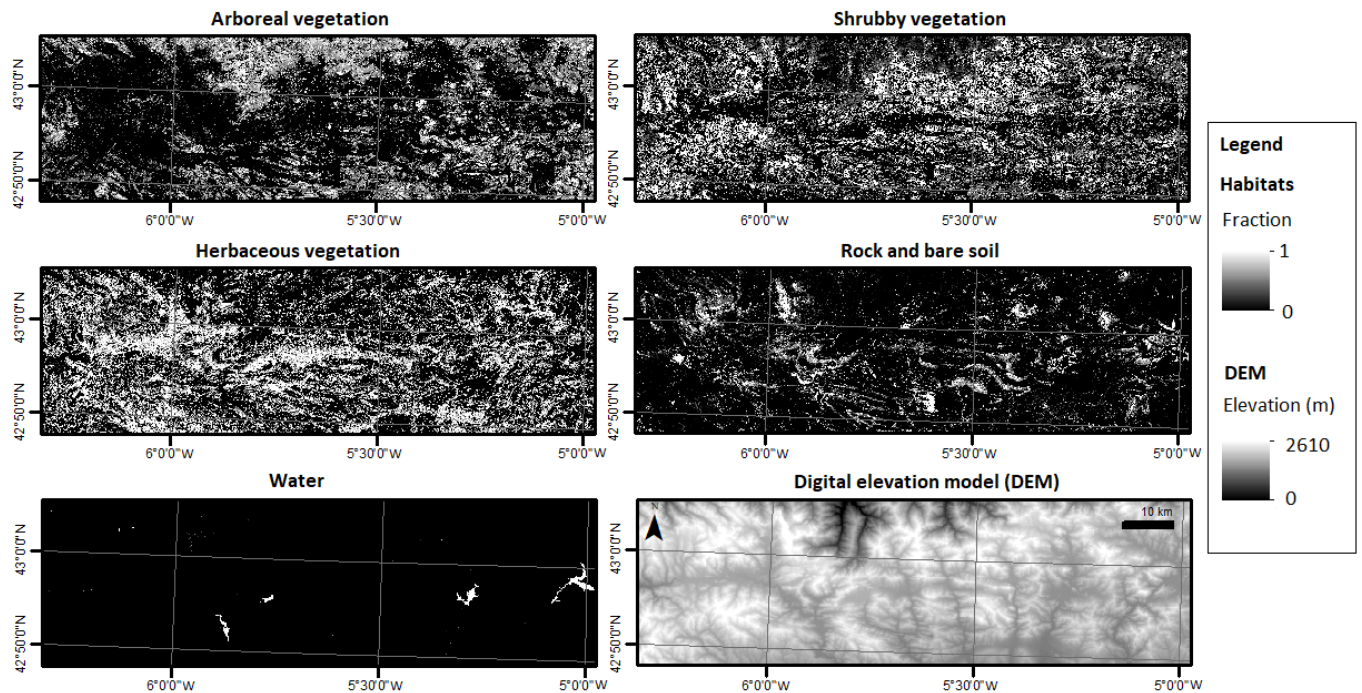 Arboreal vegetation
Shrubby vegetation
43°0'0"N
42°50'0"N
6°0'0"W
5°30'0"W
5°0'0"W
43°0'0"N
42°50'0"N
6°0'0"W
5°30'0"W
5°0'0"W
Herbaceous vegetation
Rock and bare soil
43°0'0"N
42°50'0"N
6°0'0"W
5°30'0"W
5°0'0"W
43°0'0"N
42°50'0"N
6°0'0"W
5°30'0"W
5°0'0"W
Water
Digital elevation model (DEM)
43°0'0"N
42°50'0"N
6°0'0"W
5°30'0"W
5°0'0"W
N
10 km
43°0'0"N
42°50'0"N
6°0'0"W
5°30'0"W
5°0'0"W
Legend
Habitats
Fraction
1
0
DEM
Elevation (m)
2610
0